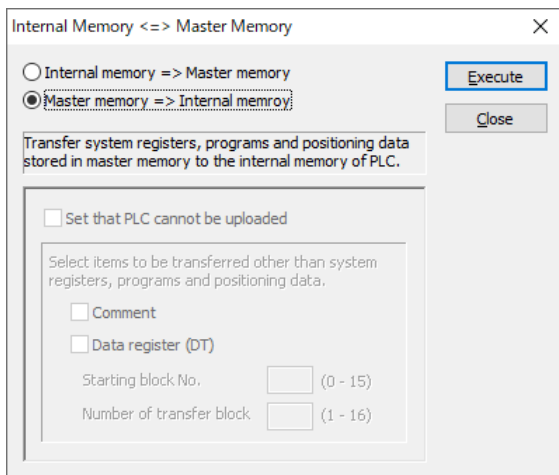 Internal Memory <=> Master Memory
Internal memory => Master memory
Master memory => Internal memroy
Execute
Close
Transfer system registers, programs and positioning data
stored in master memory to the internal memory of PLC.
Set that PLC cannot be uploaded
Select items to be transferred other than system
registers, programs and positioning data.
Comment
Data register (DT)
Starting block No. (0 - 15)
Number of transfer block (1 - 16)